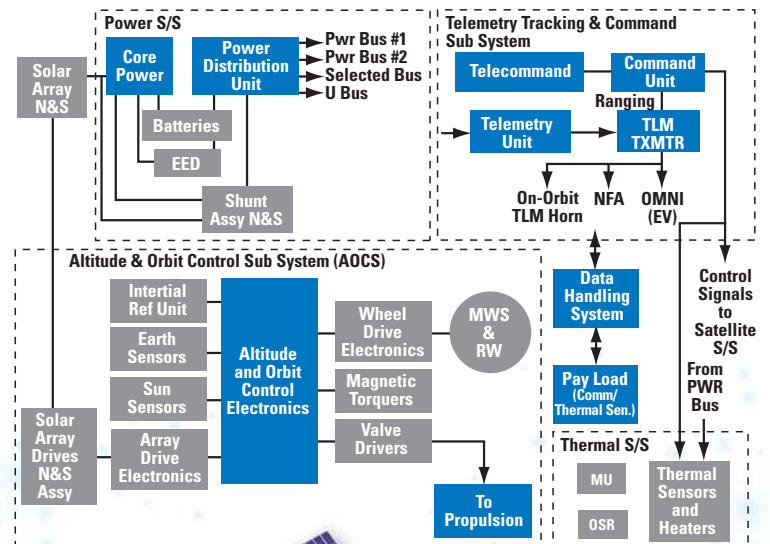 Power S/S
Solar
Array
N&S
Core
Power
Power
Distribution
Unit
Pwr Bus #1
Pwr Bus #2
Selected Bus
U Bus
Batteries
EED
Shunt
Assy N&S
Telemetry Tracking & Command
Sub System
Telecommand
Command
Unit
Ranging
Telemetry
Unit
TLM
TXMTR
On-Orbit
TLM Horn
NFA
OMNI
(EV)
Data
Handling
System
Control
Signals
to
Satellite
S/S
Pay Load
(Comm/
Thermal Sen.)
From
PWR
Bus
Altitude & Orbit Control Sub System (AOCS)
Intertial
Ref Unit
Earth
Sensors
Sun
Sensors
Solar
Array
Drives
N&S
Assy
Array
Drive
Electronics
Altitude
and Orbit
Control
Electronics
Wheel
Drive
Electronics
MWS
&
RW
Magnetic
Torquers
Valve
Drivers
To
Propulsion
Thermal S/S
MU
OSR
Thermal
Sensors
and
Heaters